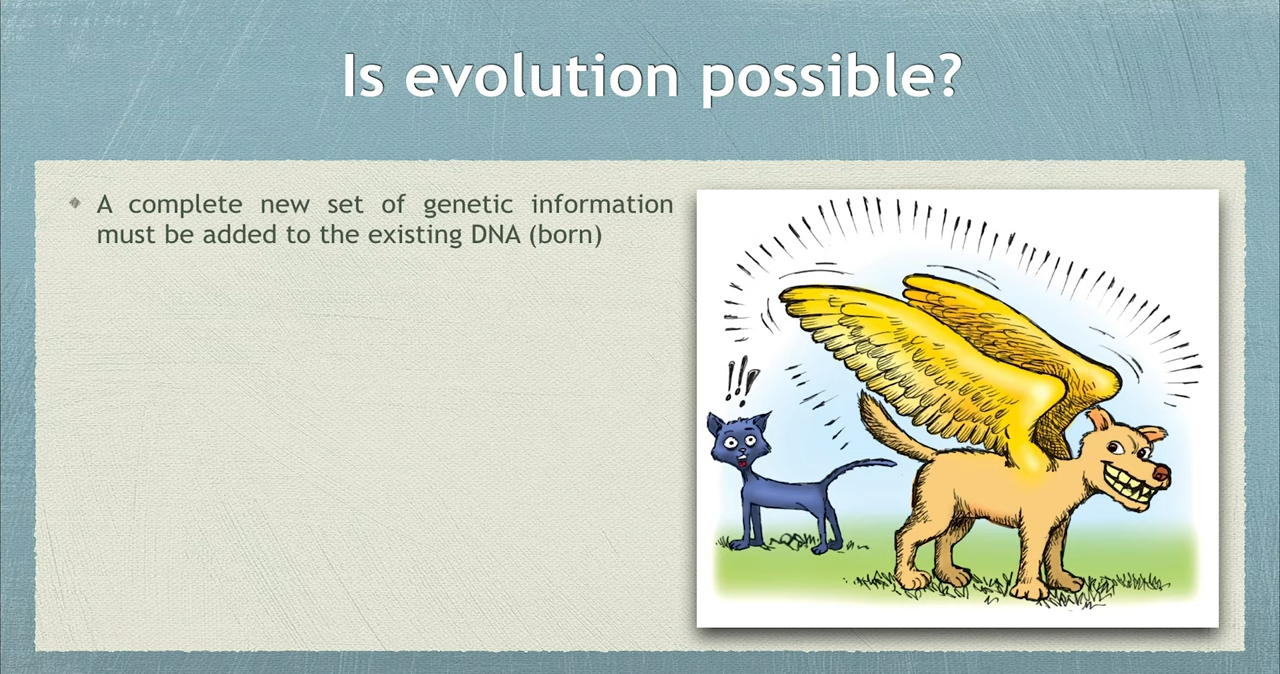 Is evolution possible?
A complete new set of genetic information
must be added to the existing DNA (born)
!!!